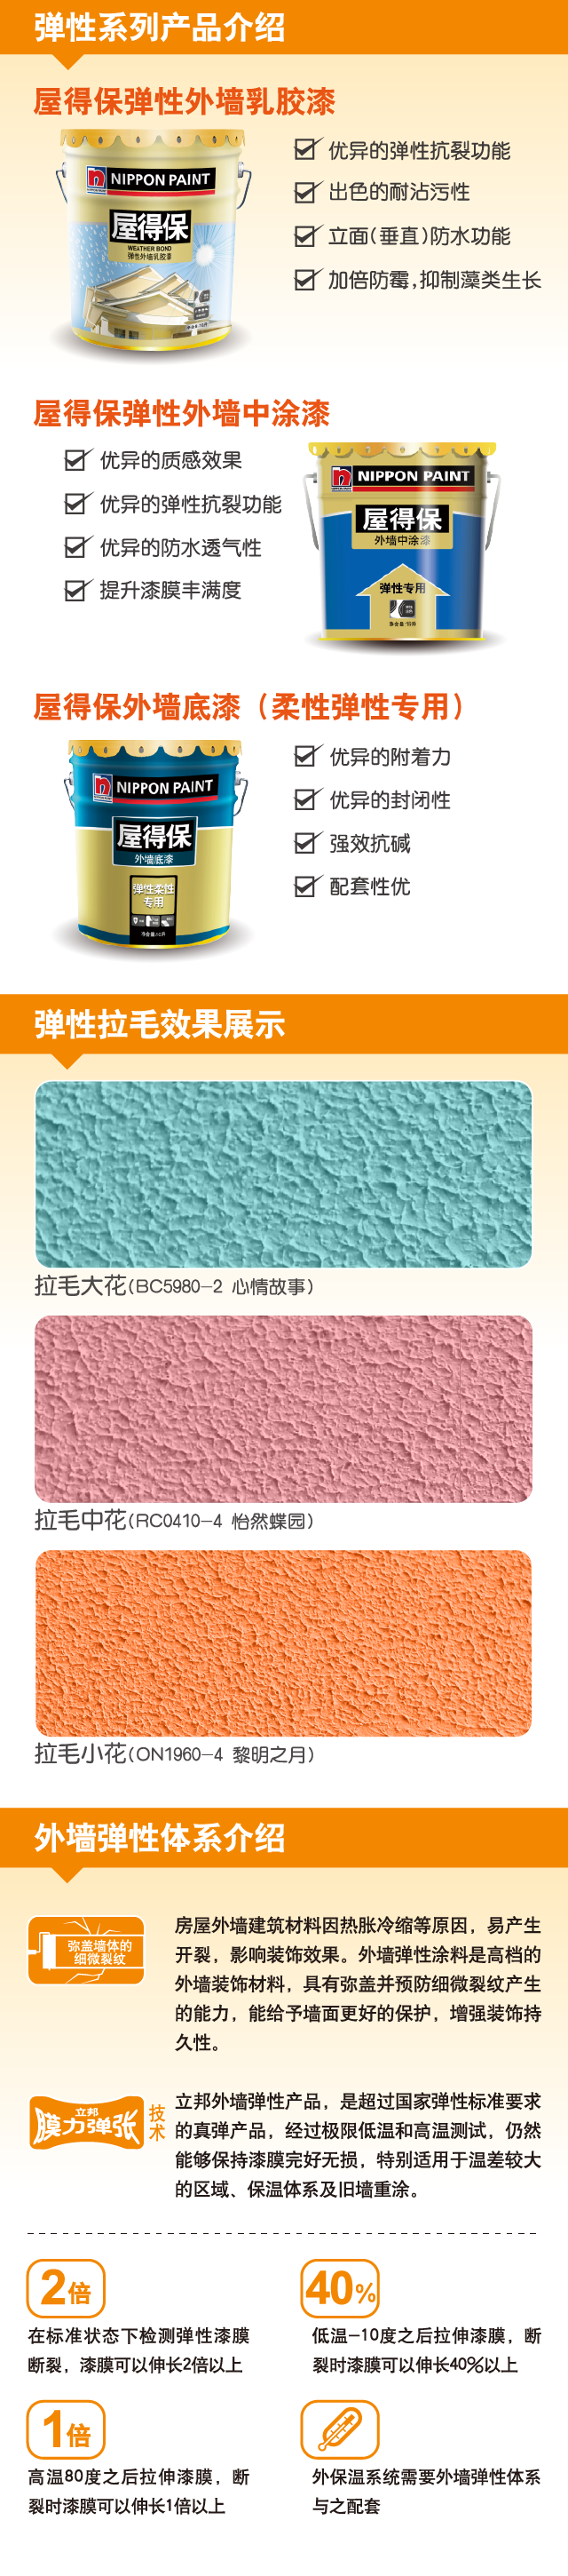 弹性系列产品介绍
屋得保弹性外墙乳胶漆
NIPPON PAINT
屋得保
WEATHER BOND
弹性外墙乳胶漆
优异的弹性抗裂功能
出色的耐沾污性
立面(垂直)防水功能
加倍防霉,抑制藻类生长
屋得保弹性外墙中涂漆
优异的质感效果
优异的弹性抗裂功能
优异的防水透气性
提升漆膜丰满度
NIPPON PAINT
屋得保
外墙中涂漆
弹性专用
屋得保外墙底漆（柔性弹性专用）
NIPPON PAINT
屋得保
外墙底漆
弹性柔性
专用
优异的附着力
优异的封闭性
强效抗碱
配套性优
弹性拉毛效果展示
拉毛大花(BC5980-2 心情故事)
拉毛中花(RC0410-4 怡然蝶园)
拉毛小花(ON1960-4 黎明之月)
外墙弹性体系介绍
弥盖墙体的
细微裂纹
房屋外墙建筑材料因热胀冷缩等原因，易产生
开裂，影响装饰效果。外墙弹性涂料是高档的
外墙装饰材料，具有弥盖并预防细微裂纹产生
的能力，能给予墙面更好的保护，增强装饰持
久性。
立邦
膜力弹张
技术
立邦外墙弹性产品，是超过国家弹性标准要求
的真弹产品，经过极限低温和高温测试，仍然
能够保持漆膜完好无损，特别适用于温差较大
的区域、保温体系及旧墙重涂。
2倍
在标准状态下检测弹性漆膜
断裂，漆膜可以伸长2倍以上
40%
低温-10度之后拉伸漆膜，断
裂时漆膜可以伸长40%以上
1倍
高温80度之后拉伸漆膜，断
裂时漆膜可以伸长1倍以上
外保温系统需要外墙弹性体系
与之配套